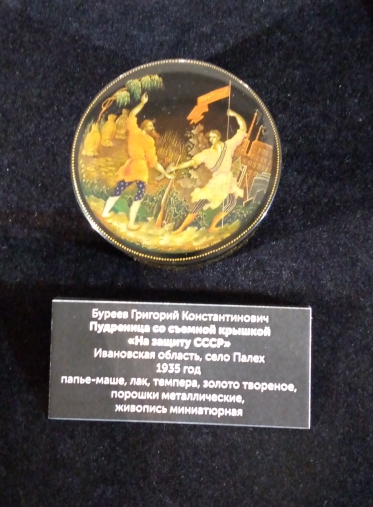 Буреев Григорий Константинович
Пудреница со съемной крышкой
«На защиту СССР»
Ивановская область, село Палех
1935 год
папье-маше, лак, темпера, золото твореное,
порошки металлические,
живопись миниатюрная